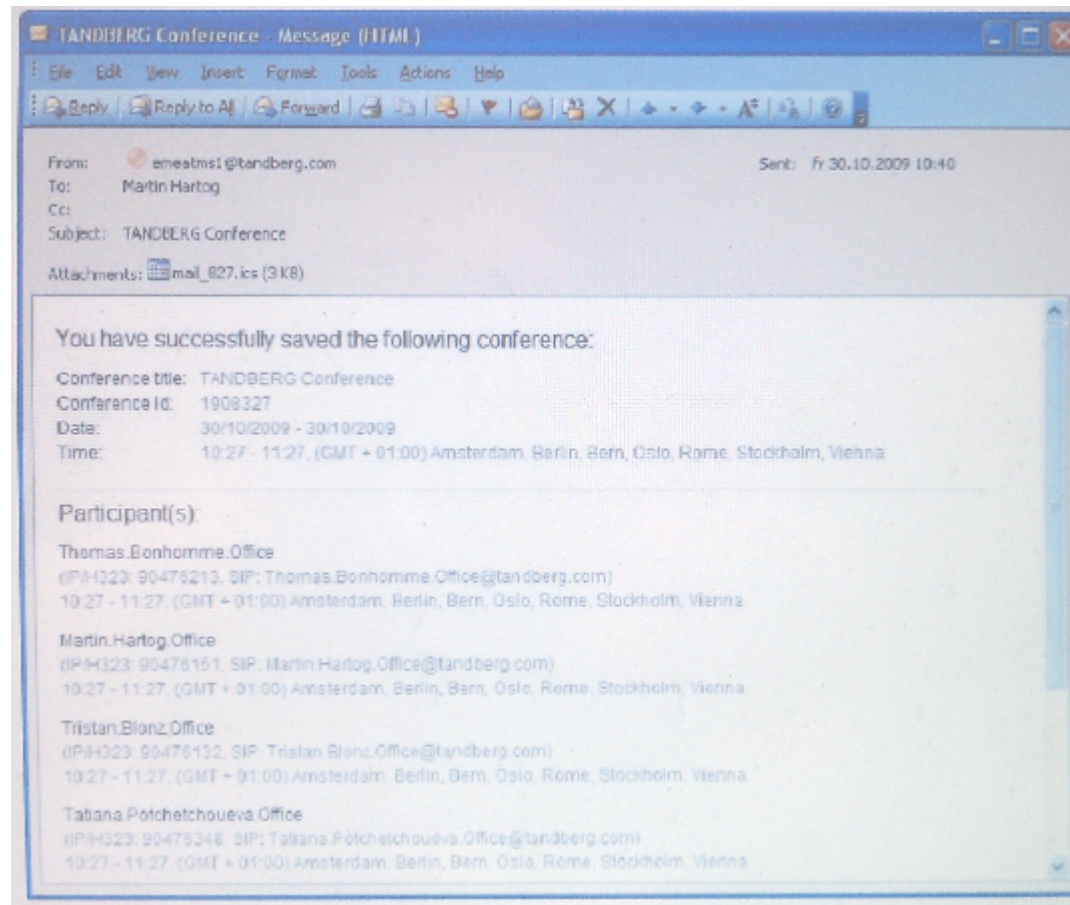 TANDBERG Conference - Message (HTML)
File Edit View Insert Format Tools Actions Help
Reply Reply to All Forward
From: emeatms1@tandberg.com Sent: fr 30.10.2009 10:40
To: Martin Hartog
Cc:
Subject: TANDBERG Conference
Attachments: mail_827.ics (3 KB)
You have successfully saved the following conference:
Conference title: TANDBERG Conference
Conference Id: 1908327
Date: 30/10/2009 - 30/10/2009
Time: 10:27 - 11:27, (GMT + 01:00) Amsterdam, Berlin, Bern, Oslo, Rome, Stockholm, Vienna
Participant(s):
Thomas.Bonhomme.Office
(IP/H323: 90476213, SIP: Thomas.Bonhomme.Office@tandberg.com)
10:27 - 11:27, (GMT + 01:00) Amsterdam, Berlin, Bern, Oslo, Rome, Stockholm, Vienna
Martin.Hartog.Office
(IP/H323: 90476151, SIP: Martin.Hartog.Office@tandberg.com)
10:27 - 11:27, (GMT + 01:00) Amsterdam, Berlin, Bern, Oslo, Rome, Stockholm, Vienna
Tristan.Blonz.Office
(IP/H323: 90476132, SIP: Tristan.Blonz.Office@tandberg.com)
10:27 - 11:27, (GMT + 01:00) Amsterdam, Berlin, Bern, Oslo, Rome, Stockholm, Vienna
Tatiana.Potchetchoueva.Office
(IP/H323: 90476348, SIP: Tatiana.Potchetchoueva.Office@tandberg.com)
10:27 - 11:27, (GMT + 01:00) Amsterdam, Berlin, Bern, Oslo, Rome, Stockholm, Vienna